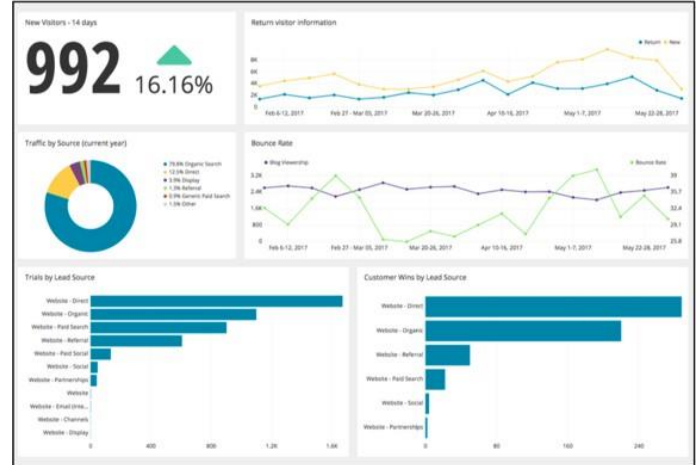 New Visitors - 14 days
992
16.16%
Return visitor information
Return
New
8K
6K
4K
2K
0
Feb 6-12, 2017
Feb 27 - Mar 05, 2017
Mar 20-26, 2017
Apr 10-16, 2017
May 1-7, 2017
May 22-28, 2017
Traffic by Source (current year)
79.8% Organic Search
12.5% Direct
3.9% Display
1.3% Referral
0.9% Generic Paid Search
1.5% Other
Bounce Rate
Blog Viewership
Bounce Rate
3.2K
2.4K
1.6K
800
0
39
35.7
32.4
29.1
25.8
Feb 6-12, 2017
Feb 27 - Mar 05, 2017
Mar 20-26, 2017
Apr 10-16, 2017
May 1-7, 2017
May 22-28, 2017
Trials by Lead Source
Website - Direct
Website - Organic
Website - Paid Search
Website - Referral
Website - Paid Social
Website - Social
Website - Partnerships
Website
Website - Email (Inte...
Website - Channels
Website - Display
0
400
800
1.2K
1.6K
Customer Wins by Lead Source
Website - Direct
Website - Organic
Website - Referral
Website - Paid Search
Website - Social
Website - Partnerships
0
80
160
240